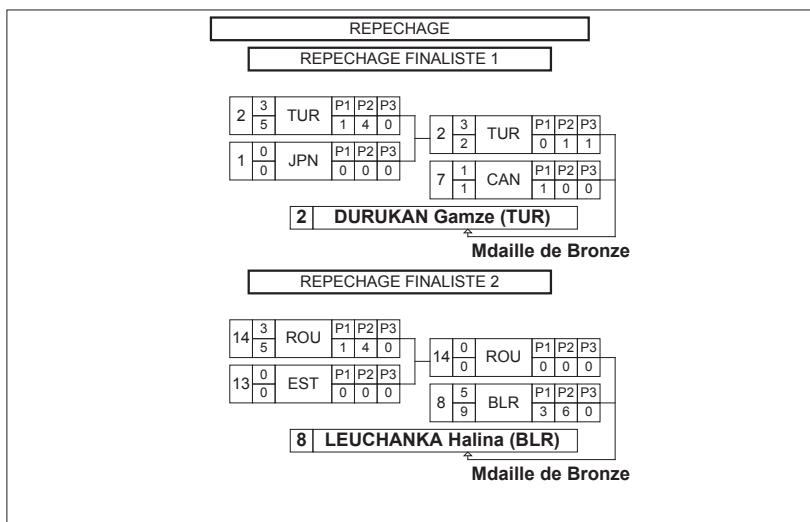 REPECHAGE
REPECHAGE FINALISTE 1
2 3 5 TUR P1 P2 P3 1 4 0
1 0 0 JPN P1 P2 P3 0 0 0
2 3 2 TUR P1 P2 P3 0 1 1
7 1 1 CAN P1 P2 P3 1 0 0
2 DURUKAN Gamze (TUR)
Mdaille de Bronze
REPECHAGE FINALISTE 2
14 3 5 ROU P1 P2 P3 1 4 0
13 0 0 EST P1 P2 P3 0 0 0
14 0 0 ROU P1 P2 P3 0 0 0
8 5 9 BLR P1 P2 P3 3 6 0
8 LEUCHANKA Halina (BLR)
Mdaille de Bronze